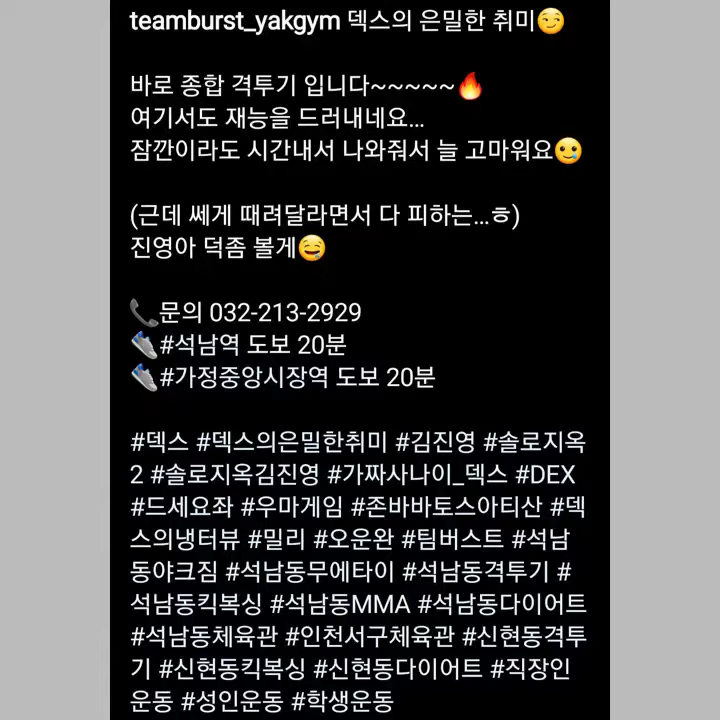 teamburst_yakgym 덱스의 은밀한 취미😏
바로 종합 격투기 입니다~~~~~🔥
여기서도 재능을 드러내네요...
잠깐이라도 시간내서 나와줘서 늘 고마워요🥲
(근데 쎄게 때려달라면서 다 피하는...ㅎ)
진영아 덕좀 볼게🤤
📞문의 032-213-2929
👟#석남역 도보 20분
👟#가정중앙시장역 도보 20분
#덱스 #덱스의은밀한취미 #김진영 #솔로지옥
2 #솔로지옥김진영 #가짜사나이_덱스 #DEX
#드세요좌 #우마게임 #존바바토스아티산 #덱
스의냉터뷰 #밀리 #오운완 #팀버스트 #석남
동야크짐 #석남동무에타이 #석남동격투기 #
석남동킥복싱 #석남동MMA #석남동다이어트
#석남동체육관 #인천서구체육관 #신현동격투
기 #신현동킥복싱 #신현동다이어트 #직장인
운동 #성인운동 #학생운동